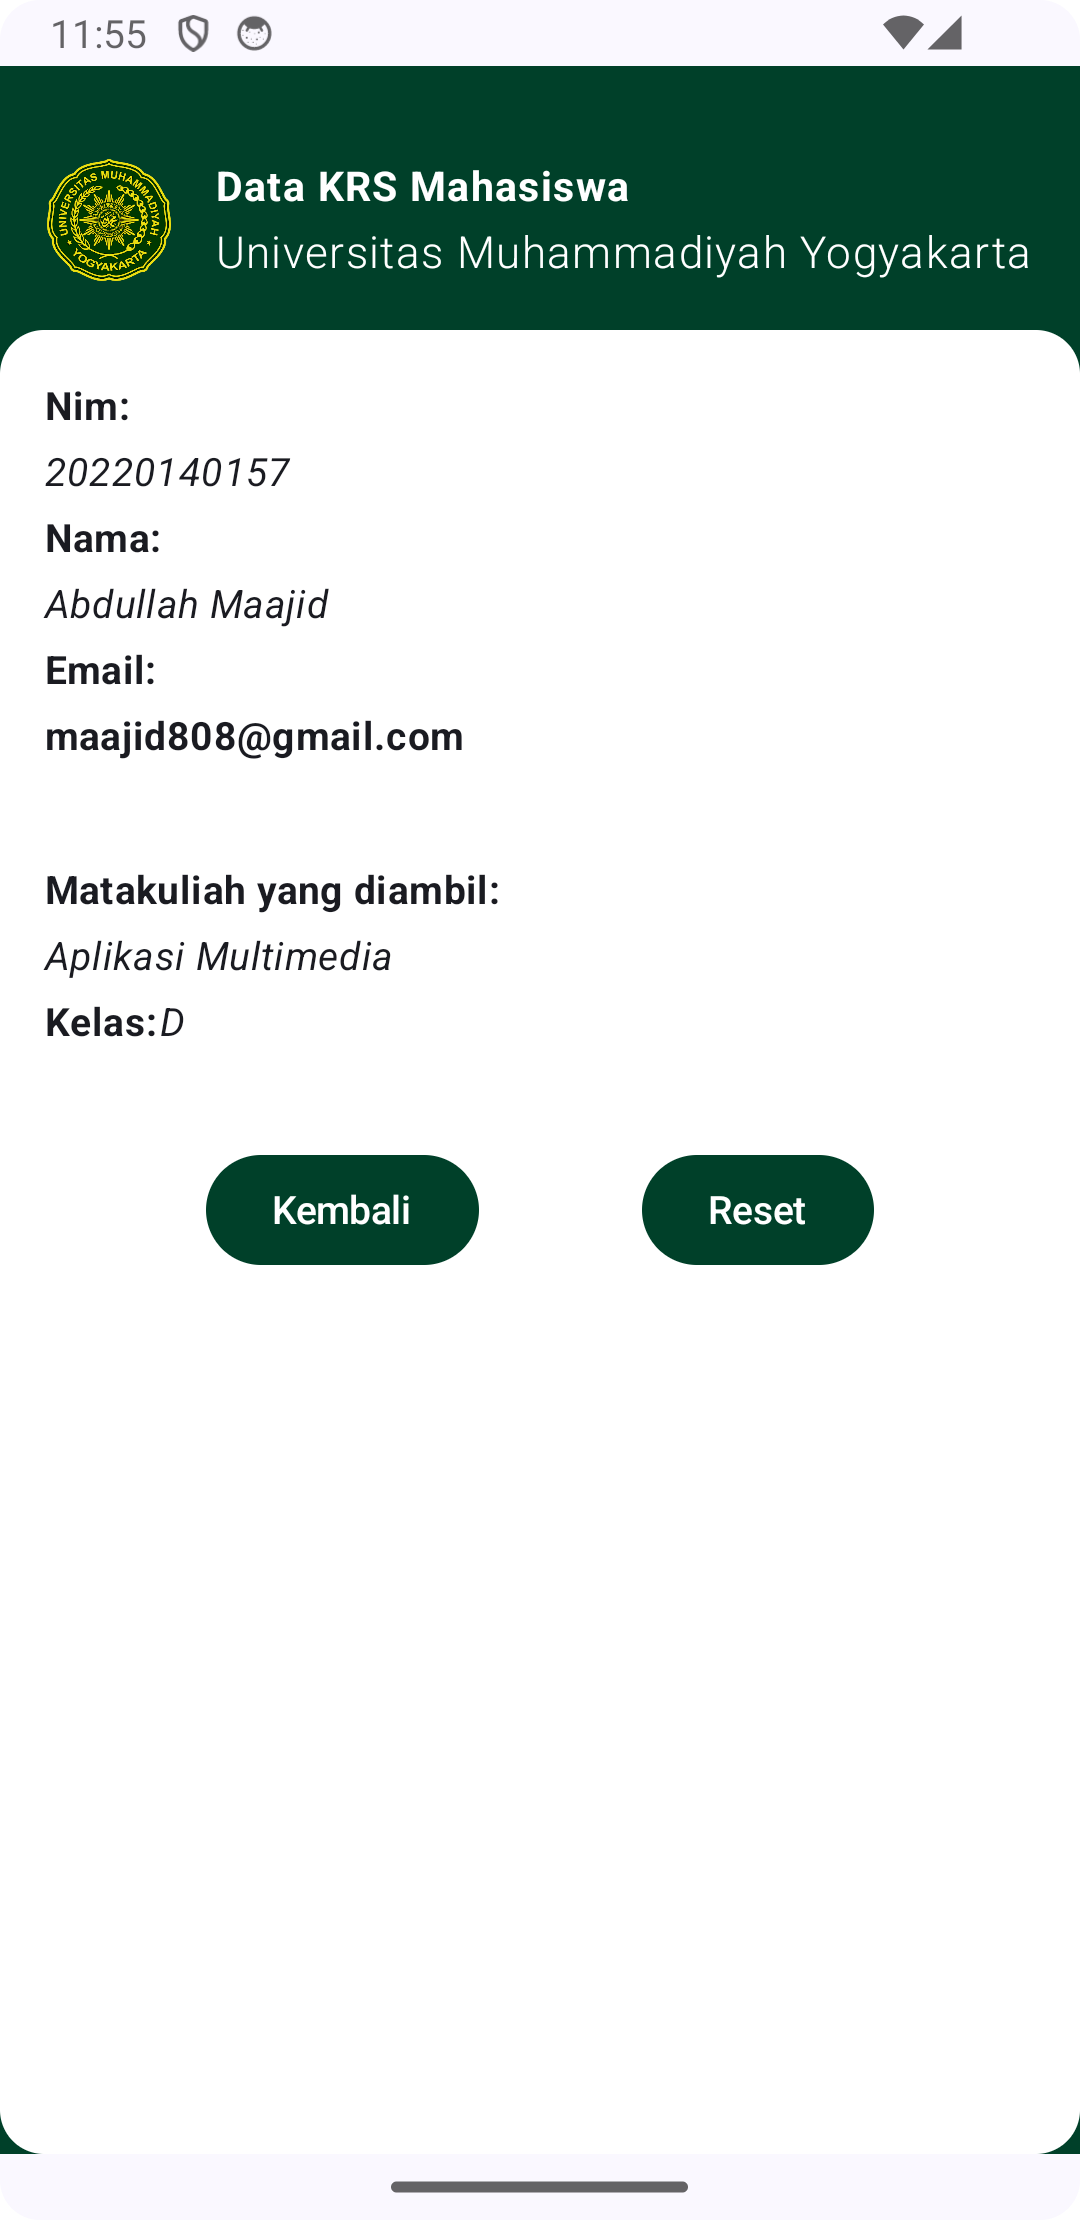 11:55
UNIVERSITAS MUHAMMADIYAH
YOGYAKARTA
Data KRS Mahasiswa
Universitas Muhammadiyah Yogyakarta
Nim:
20220140157
Nama:
Abdullah Maajid
Email:
maajid808@gmail.com
Matakuliah yang diambil:
Aplikasi Multimedia
Kelas:D
Kembali
Reset